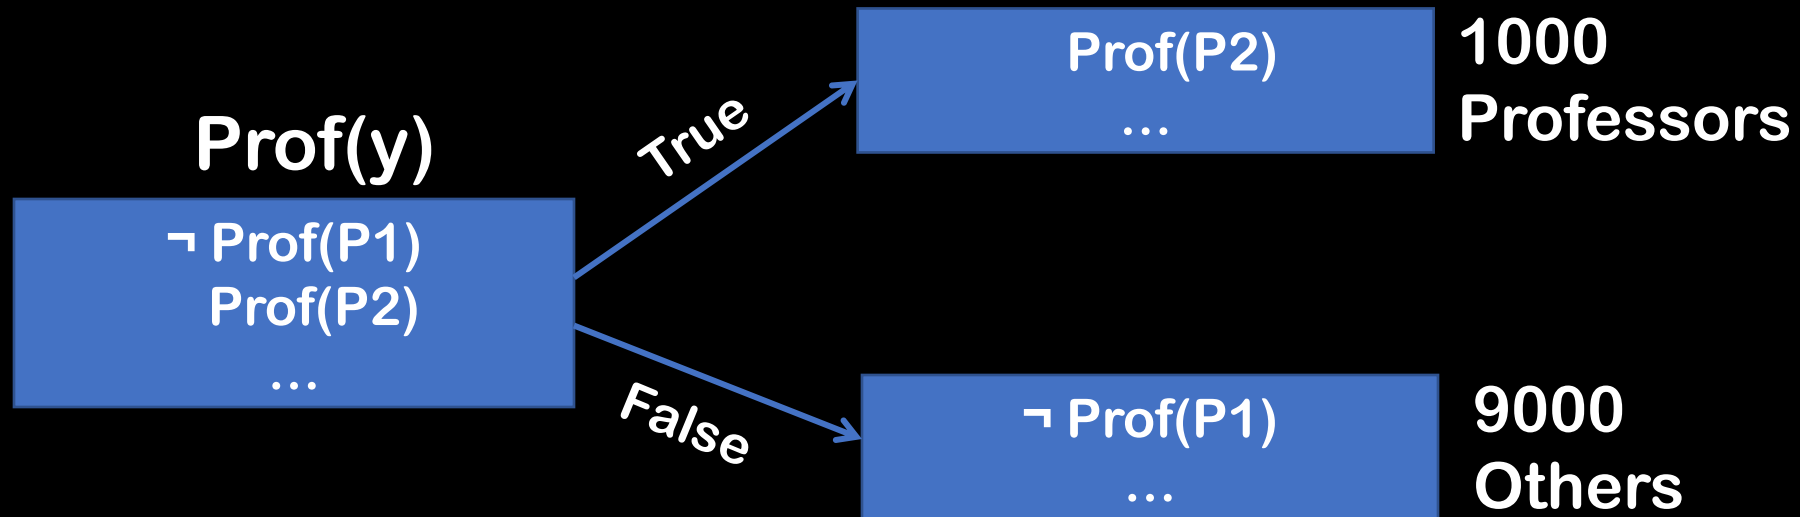 Prof(y)
¬ Prof(P1)
Prof(P2)
...
True
False
Prof(P2)
...
1000
Professors
¬ Prof(P1)
...
9000
Others